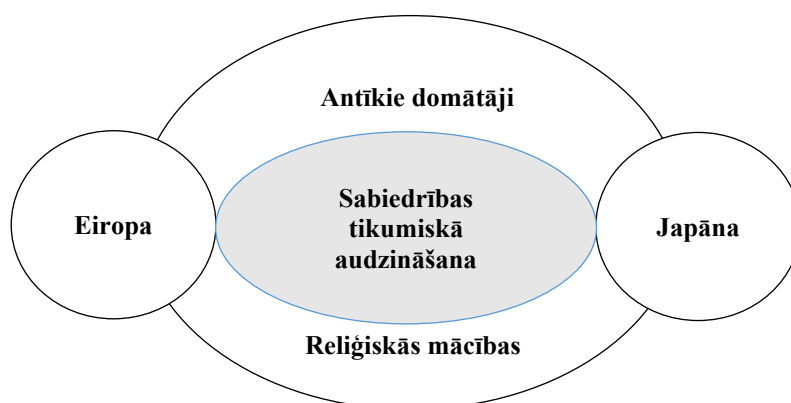 Antīkie domātāji
Eiropa
Sabiedrības
tikumiskā
audzināšana
Japāna
Reliģiskās mācības